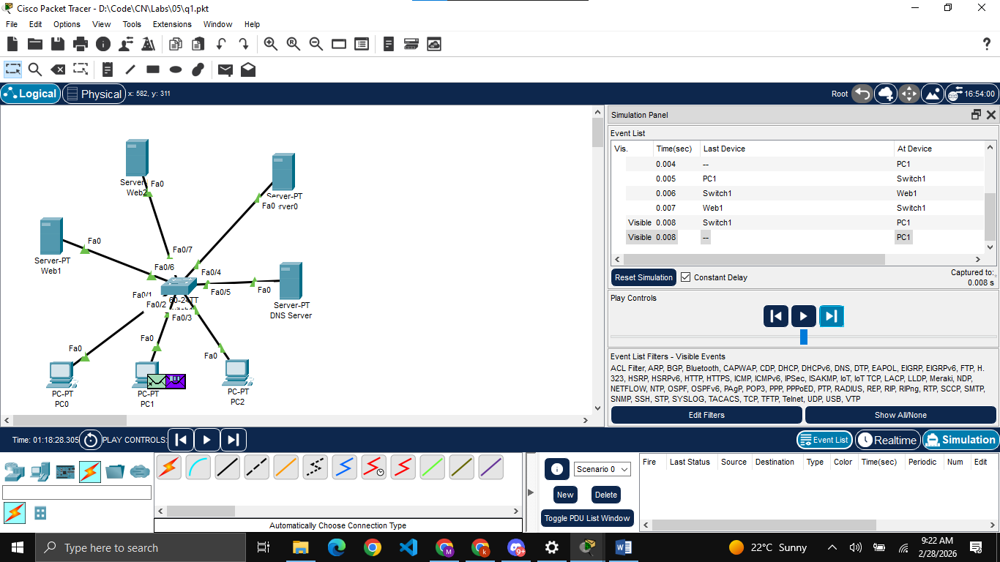 Cisco Packet Tracer - D:\Code\CN\Labs\05\q1.pkt
File Edit Options View Tools Extensions Window Help
Logical Physical x: 582, y: 311 Root 16:54:00
Simulation Panel
Event List
Vis. Time(sec) Last Device At Device
0.004 -- PC1
0.005 PC1 Switch1
0.006 Switch1 Web1
0.007 Web1 Switch1
Visible 0.008 Switch1 PC1
Visible 0.008 -- PC1
Reset Simulation Constant Delay Captured to:
0.008 s
Play Controls
Event List Filters - Visible Events
ACL Filter, ARP, BGP, Bluetooth, CAPWAP, CDP, DHCP, DHCPv6, DNS, DTP, EAPOL, EIGRP, EIGRPv6, FTP, H.
323, HSRP, HSRPv6, HTTP, HTTPS, ICMP, ICMPv6, IPSec, ISAKMP, IoT, IoT TCP, LACP, LLDP, Meraki, NDP,
NETFLOW, NTP, OSPF, OSPFv6, PAgP, POP3, PPP, PPPoED, PTP, RADIUS, REP, RIP, RIPng, RTP, SCCP, SMTP,
SNMP, SSH, STP, SYSLOG, TACACS, TCP, TFTP, Telnet, UDP, USB, VTP
Edit Filters Show All/None
Server-
Web2
Fa0
Server-PT
Fa0
Server-PT
Web1
Fa0
Fa0/7
Fa0/6
Fa0/4
Fa0/5
Fa0
Server-PT
DNS Server
Fa0/1
Fa0/2
60-24TT
Fa0/3
Fa0
Fa0
Fa0
PC-PT
PC0
PC-PT
PC1
PC-PT
PC2
Time: 01:18:28.305 PLAY CONTROLS: Event List Realtime Simulation
Automatically Choose Connection Type
Scenario 0
New Delete
Toggle PDU List Window
Fire Last Status Source Destination Type Color Time(sec) Periodic Num Edit
Type here to search
9+
22°C Sunny
9:22 AM
2/28/2026